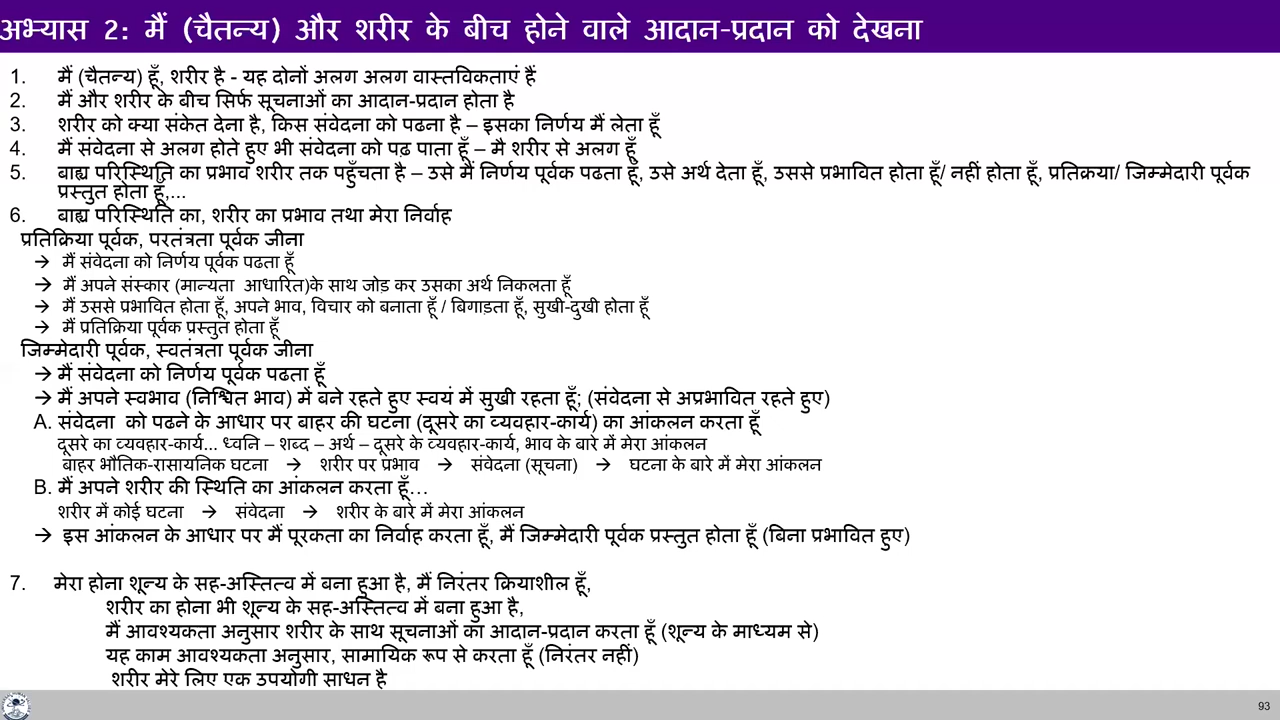 अभ्यास 2: मैं (चैतन्य) और शरीर के बीच होने वाले आदान-प्रदान को देखना
1. मैं (चैतन्य) हूँ, शरीर है - यह दोनों अलग अलग वास्तविकताएं हैं
2. मैं और शरीर के बीच सिर्फ सूचनाओं का आदान-प्रदान होता है
3. शरीर को क्या संकेत देना है, किस संवेदना को पढना है – इसका निर्णय मैं लेता हूँ
4. मैं संवेदना से अलग होते हुए भी संवेदना को पढ़ पाता हूँ – मै शरीर से अलग हूँ
5. बाह्य परिस्थिति का प्रभाव शरीर तक पहुँचता है – उसे मैं निर्णय पूर्वक पढता हूँ, उसे अर्थ देता हूँ, उससे प्रभावित होता हूँ/ नहीं होता हूँ, प्रतिक्रया/ जिम्मेदारी पूर्वक
प्रस्तुत होता हूँ,...
6. बाह्य परिस्थिति का, शरीर का प्रभाव तथा मेरा निर्वाह
प्रतिक्रिया पूर्वक, परतंत्रता पूर्वक जीना
→ मैं संवेदना को निर्णय पूर्वक पढता हूँ
→ मैं अपने संस्कार (मान्यता आधारित)के साथ जोड़ कर उसका अर्थ निकलता हूँ
→ मैं उससे प्रभावित होता हूँ, अपने भाव, विचार को बनाता हूँ / बिगाड़ता हूँ, सुखी-दुखी होता हूँ
→ मैं प्रतिक्रिया पूर्वक प्रस्तुत होता हूँ
जिम्मेदारी पूर्वक, स्वतंत्रता पूर्वक जीना
→ मैं संवेदना को निर्णय पूर्वक पढता हूँ
→ मैं अपने स्वभाव (निश्चित भाव) में बने रहते हुए स्वयं में सुखी रहता हूँ; (संवेदना से अप्रभावित रहते हुए)
A. संवेदना को पढने के आधार पर बाहर की घटना (दूसरे का व्यवहार-कार्य) का आंकलन करता हूँ
दूसरे का व्यवहार-कार्य... ध्वनि – शब्द – अर्थ – दूसरे के व्यवहार-कार्य, भाव के बारे में मेरा आंकलन
बाहर भौतिक-रासायनिक घटना → शरीर पर प्रभाव → संवेदना (सूचना) → घटना के बारे में मेरा आंकलन
B. मैं अपने शरीर की स्थिति का आंकलन करता हूँ...
शरीर में कोई घटना → संवेदना → शरीर के बारे में मेरा आंकलन
→ इस आंकलन के आधार पर मैं पूरकता का निर्वाह करता हूँ, मैं जिम्मेदारी पूर्वक प्रस्तुत होता हूँ (बिना प्रभावित हुए)
7. मेरा होना शून्य के सह-अस्तित्व में बना हुआ है, मैं निरंतर क्रियाशील हूँ,
शरीर का होना भी शून्य के सह-अस्तित्व में बना हुआ है,
मैं आवश्यकता अनुसार शरीर के साथ सूचनाओं का आदान-प्रदान करता हूँ (शून्य के माध्यम से)
यह काम आवश्यकता अनुसार, सामायिक रूप से करता हूँ (निरंतर नहीं)
शरीर मेरे लिए एक उपयोगी साधन है
93